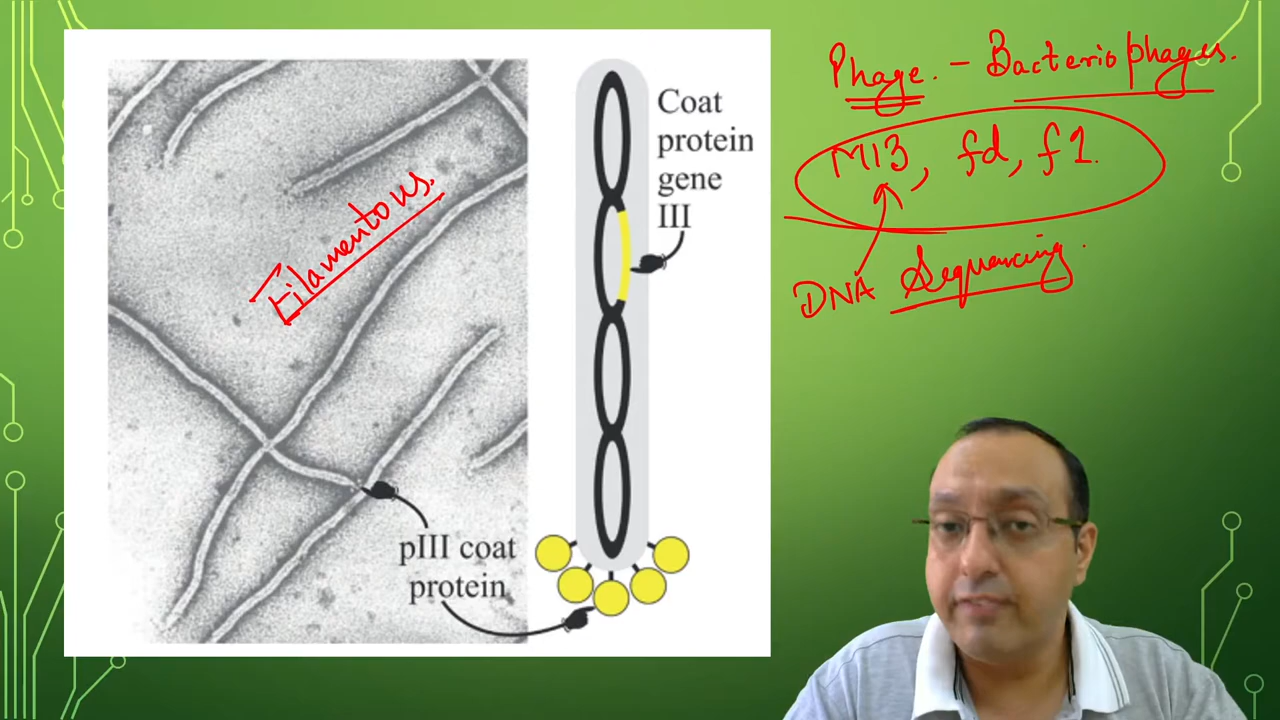 Phage. - Bacteriophages.
M13, fd, f1.
DNA Sequencing.
Filamentous.
Coat
protein
gene
III
pIII coat
protein